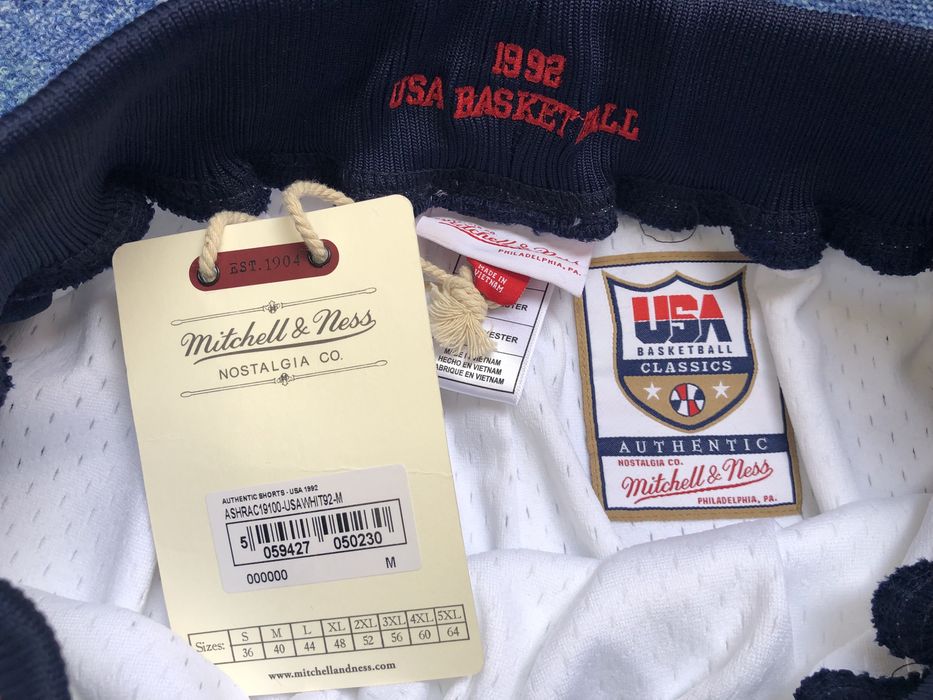 1992
USA BASKETBALL
EST. 1904
Mitchell & Ness
NOSTALGIA CO.
AUTHENTIC SHORTS - USA 1992
ASHRAC19100-USAWHIT92-M
5 059427 050230
000000 M
Sizes: S M L XL 2XL 3XL 4XL 5XL
36 40 44 48 52 56 60 64
www.mitchellandness.com
Mitchell & Ness
PHILADELPHIA, PA.
MADE IN
VIETNAM
MADE IN VIETNAM
HECHO EN VIETNAM
FABRIQUE EN VIETNAM
USA
BASKETBALL
CLASSICS
AUTHENTIC
NOSTALGIA CO.
Mitchell & Ness
PHILADELPHIA, PA.